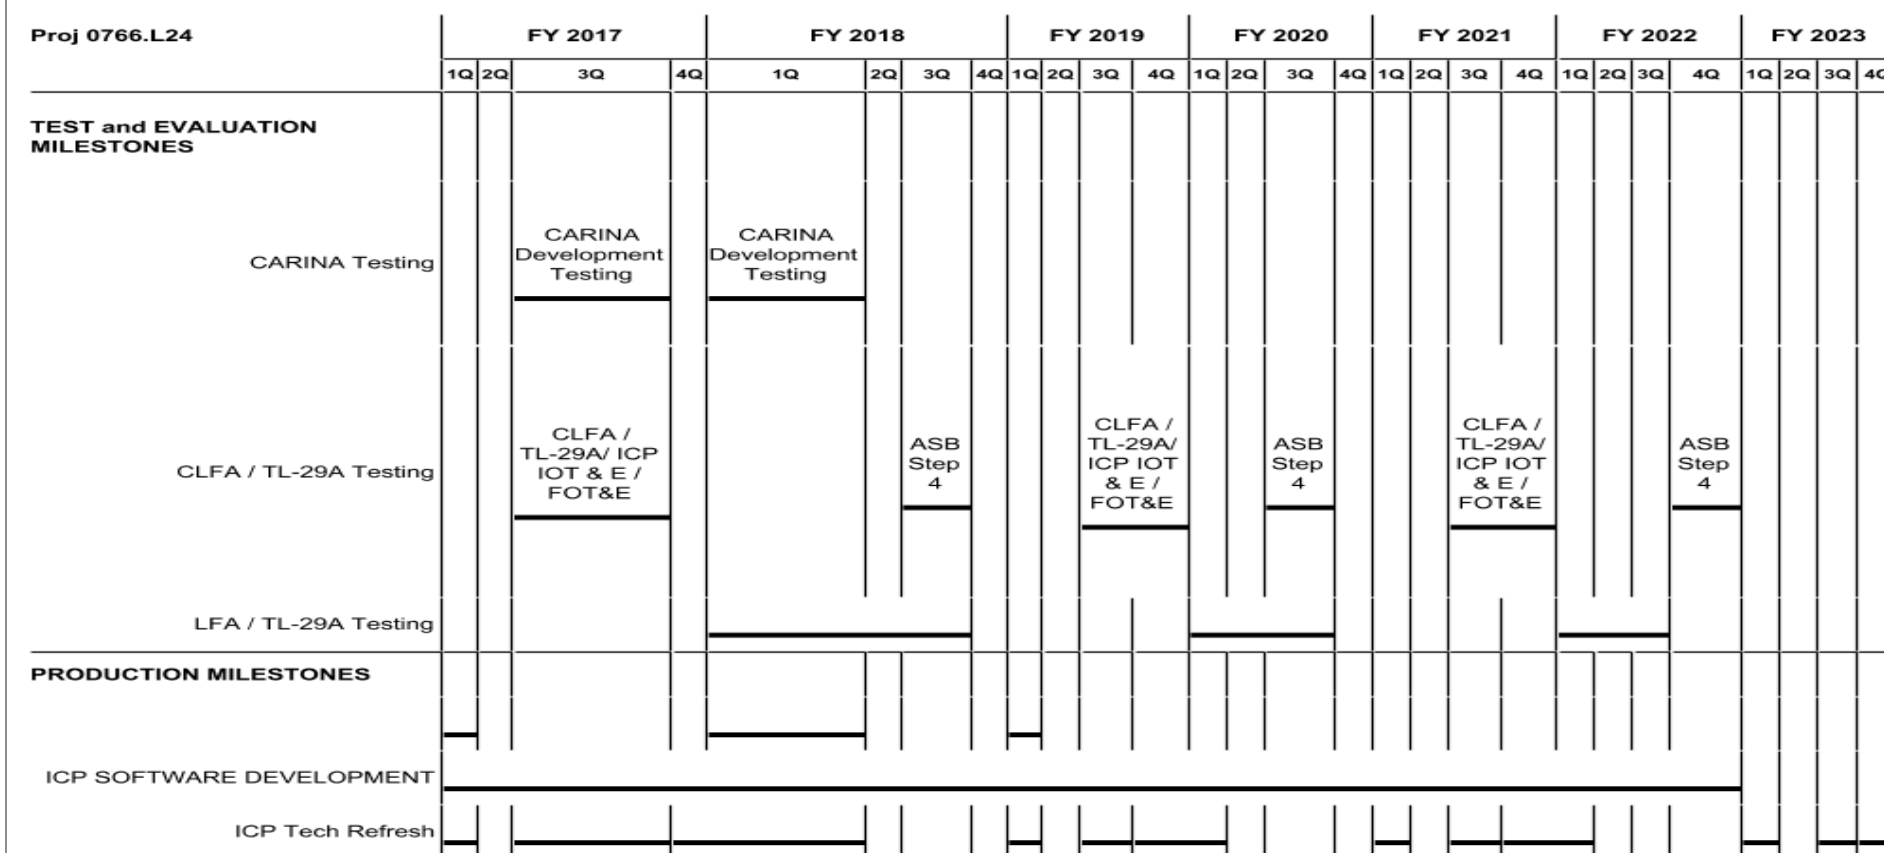 Proj 0766.L24 FY 2017 FY 2018 FY 2019 FY 2020 FY 2021 FY 2022 FY 2023
1Q 2Q 3Q 4Q 1Q 2Q 3Q 4Q 1Q 2Q 3Q 4Q 1Q 2Q 3Q 4Q 1Q 2Q 3Q 4Q 1Q 2Q 3Q 4Q 1Q 2Q 3Q 4Q
TEST and EVALUATION
MILESTONES
CARINA Testing
CARINA
Development
Testing
CARINA
Development
Testing
CLFA / TL-29A Testing
CLFA /
TL-29A/ ICP
IOT & E /
FOT&E
ASB
Step
4
CLFA /
TL-29A/
ICP IOT
& E /
FOT&E
ASB
Step
4
CLFA /
TL-29A/
ICP IOT
& E /
FOT&E
ASB
Step
4
LFA / TL-29A Testing
PRODUCTION MILESTONES
ICP SOFTWARE DEVELOPMENT
ICP Tech Refresh